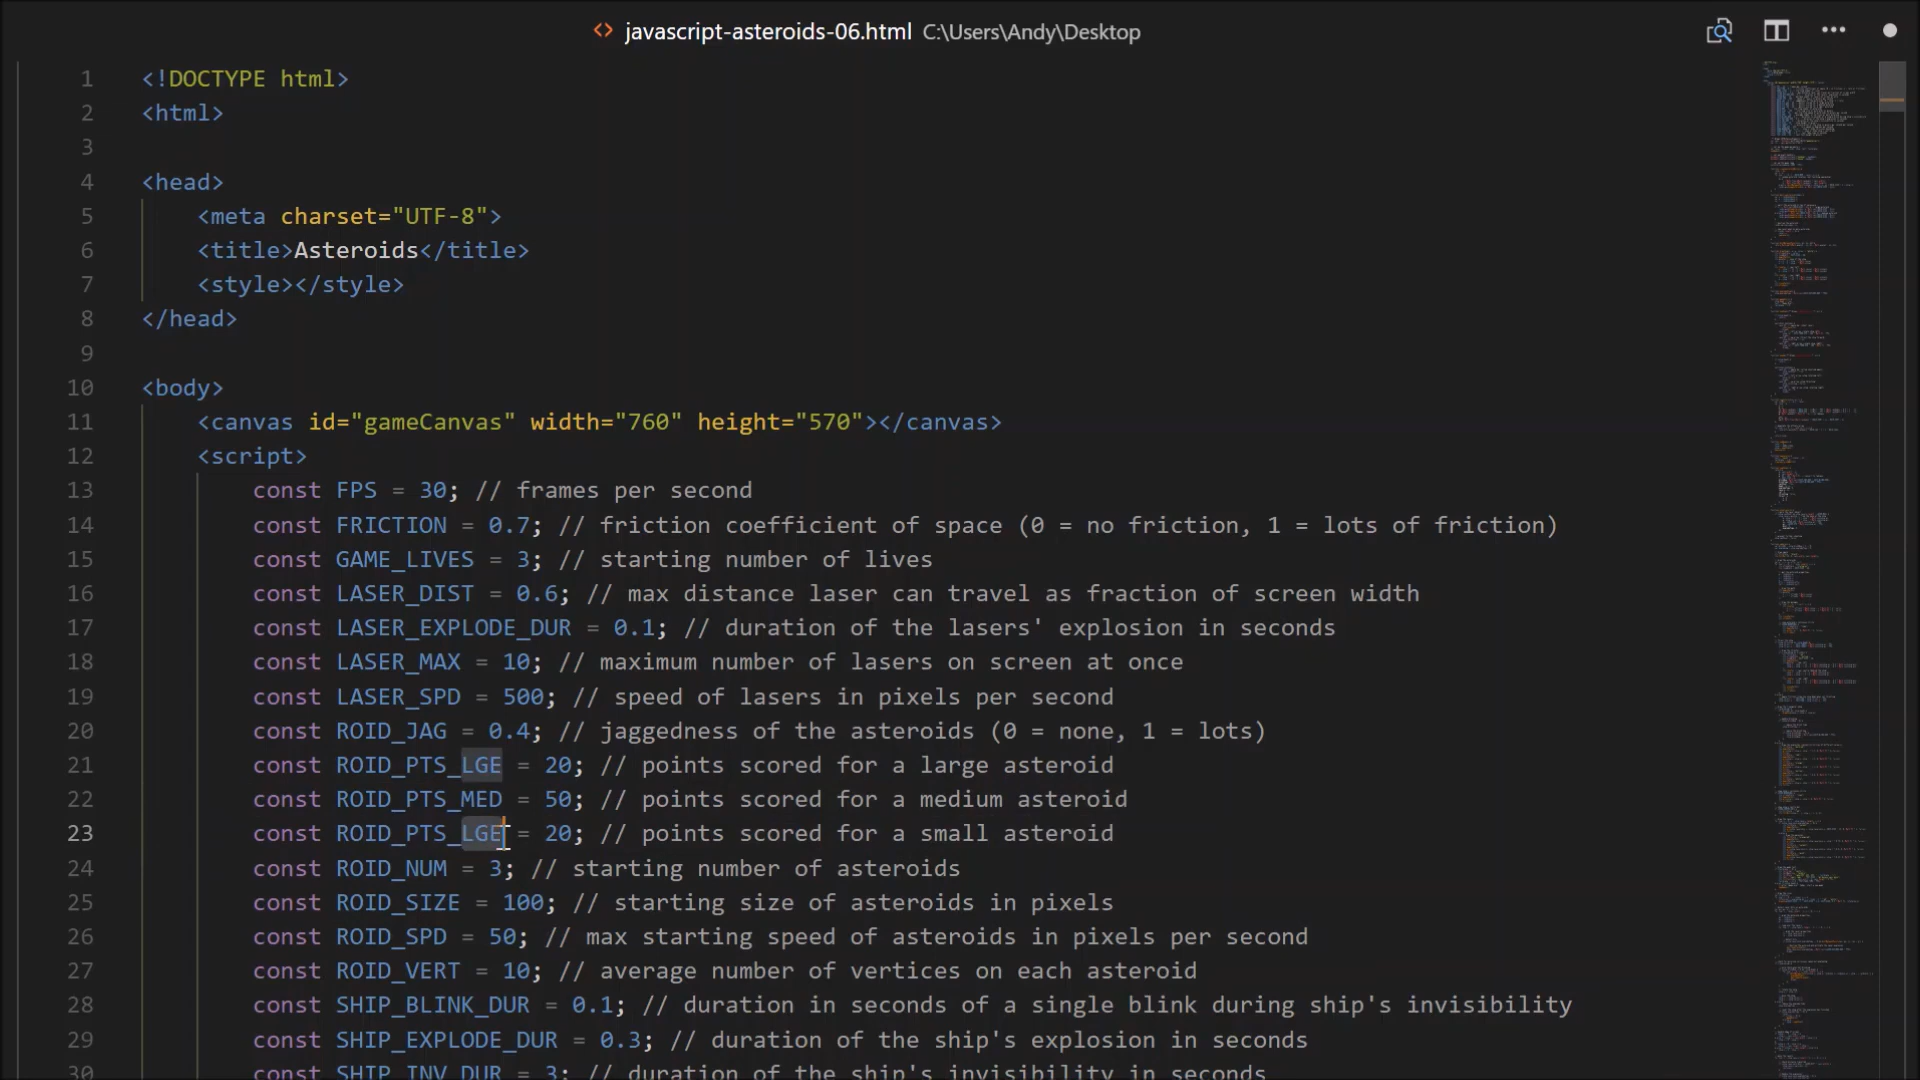 javascript-asteroids-06.html C:\Users\Andy\Desktop
1 <!DOCTYPE html>
2 <html>
3
4 <head>
5 <meta charset="UTF-8">
6 <title>Asteroids</title>
7 <style></style>
8 </head>
9
10 <body>
11 <canvas id="gameCanvas" width="760" height="570"></canvas>
12 <script>
13 const FPS = 30; // frames per second
14 const FRICTION = 0.7; // friction coefficient of space (0 = no friction, 1 = lots of friction)
15 const GAME_LIVES = 3; // starting number of lives
16 const LASER_DIST = 0.6; // max distance laser can travel as fraction of screen width
17 const LASER_EXPLODE_DUR = 0.1; // duration of the lasers' explosion in seconds
18 const LASER_MAX = 10; // maximum number of lasers on screen at once
19 const LASER_SPD = 500; // speed of lasers in pixels per second
20 const ROID_JAG = 0.4; // jaggedness of the asteroids (0 = none, 1 = lots)
21 const ROID_PTS_LGE = 20; // points scored for a large asteroid
22 const ROID_PTS_MED = 50; // points scored for a medium asteroid
23 const ROID_PTS_LGE = 20; // points scored for a small asteroid
24 const ROID_NUM = 3; // starting number of asteroids
25 const ROID_SIZE = 100; // starting size of asteroids in pixels
26 const ROID_SPD = 50; // max starting speed of asteroids in pixels per second
27 const ROID_VERT = 10; // average number of vertices on each asteroid
28 const SHIP_BLINK_DUR = 0.1; // duration in seconds of a single blink during ship's invisibility
29 const SHIP_EXPLODE_DUR = 0.3; // duration of the ship's explosion in seconds
30 const SHIP_INV_DUR = 3; // duration of the ship's invisibility in seconds